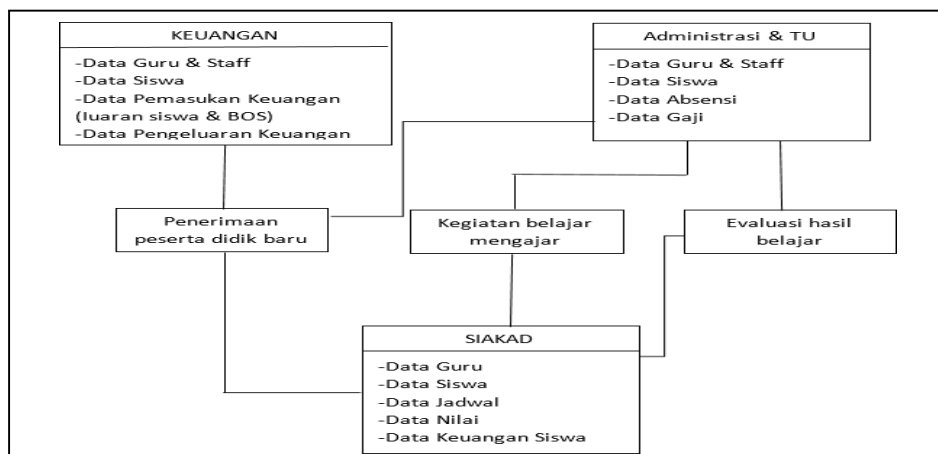 KEUANGAN
-Data Guru & Staff
-Data Siswa
-Data Pemasukan Keuangan
(Iuaran siswa & BOS)
-Data Pengeluaran Keuangan
Administrasi & TU
-Data Guru & Staff
-Data Siswa
-Data Absensi
-Data Gaji
Penerimaan
peserta didik baru
Kegiatan belajar
mengajar
Evaluasi hasil
belajar
SIAKAD
-Data Guru
-Data Siswa
-Data Jadwal
-Data Nilai
-Data Keuangan Siswa